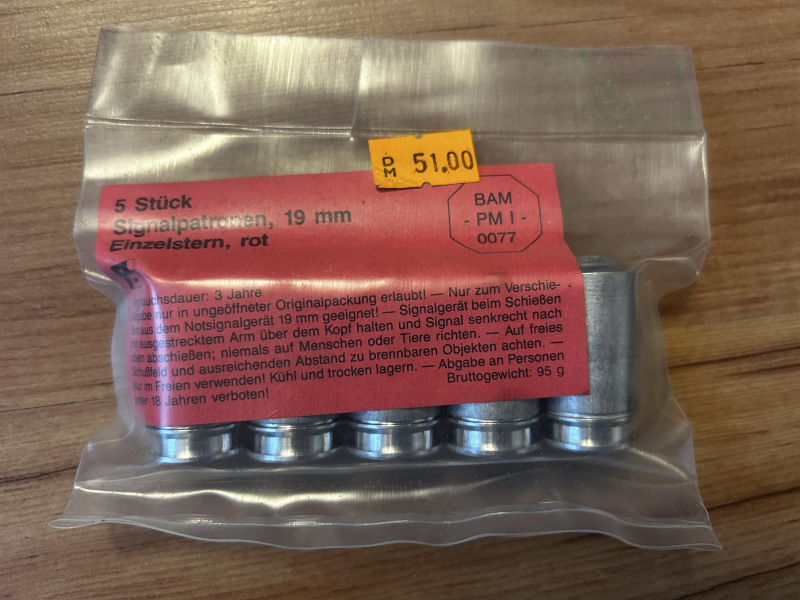 DM 51.00
5 Stück
Signalpatronen, 19 mm
Einzelstern, rot
BAM
- PM I -
0077
3 Jahre
nur in ungeöffneter Originalpackung erlaubt! — Nur zum Verschie-
aus dem Notsignalgerät 19 mm geeignet! — Signalgerät beim Schießen
ausgestrecktem Arm über dem Kopf halten und Signal senkrecht nach
abschießen; niemals auf Menschen oder Tiere richten. — Auf freies
Schußfeld und ausreichenden Abstand zu brennbaren Objekten achten. —
Nur im Freien verwenden! Kühl und trocken lagern. — Abgabe an Personen
unter 18 Jahren verboten!
Bruttogewicht: 95 g